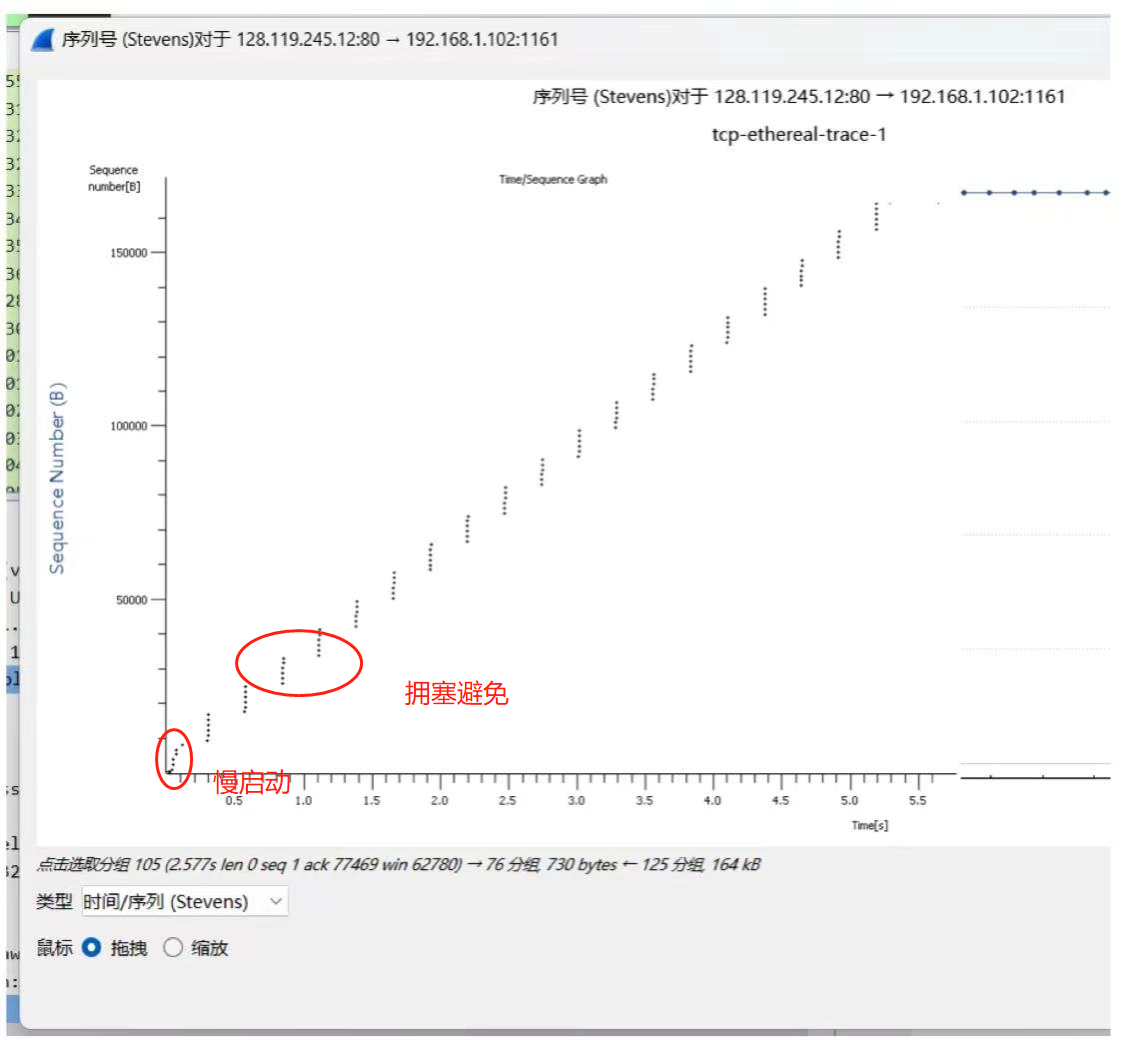 序列号 (Stevens)对于 128.119.245.12:80 → 192.168.1.102:1161
序列号 (Stevens)对于 128.119.245.12:80 → 192.168.1.102:1161
tcp-ethereal-trace-1
Sequence
number[B]
Time/Sequence Graph
150000
100000
Sequence Number (B)
50000
拥塞避免
慢启动
0.5 1.0 1.5 2.0 2.5 3.0 3.5 4.0 4.5 5.0 5.5
Time[s]
点击选取分组 105 (2.577s len 0 seq 1 ack 77469 win 62780) → 76 分组, 730 bytes ← 125 分组, 164 kB
类型 时间/序列 (Stevens)
鼠标 拖拽 缩放